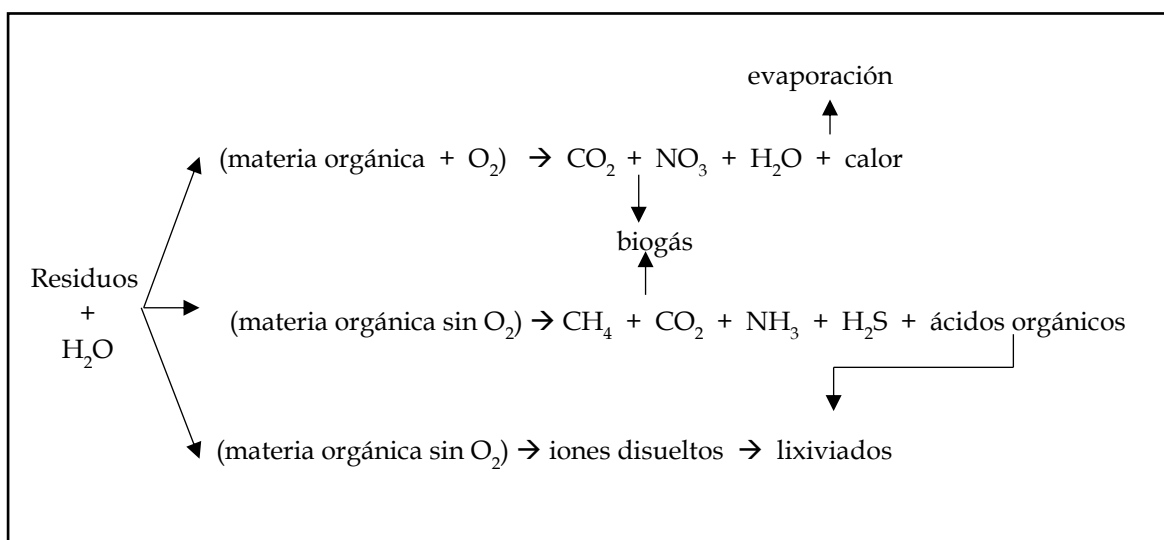 evaporación
(materia orgánica + O₂) → CO₂ + NO₃ + H₂O + calor
biogás
Residuos
+
H₂O
(materia orgánica sin O₂) → CH₄ + CO₂ + NH₃ + H₂S + ácidos orgánicos
(materia orgánica sin O₂) → iones disueltos → lixiviados